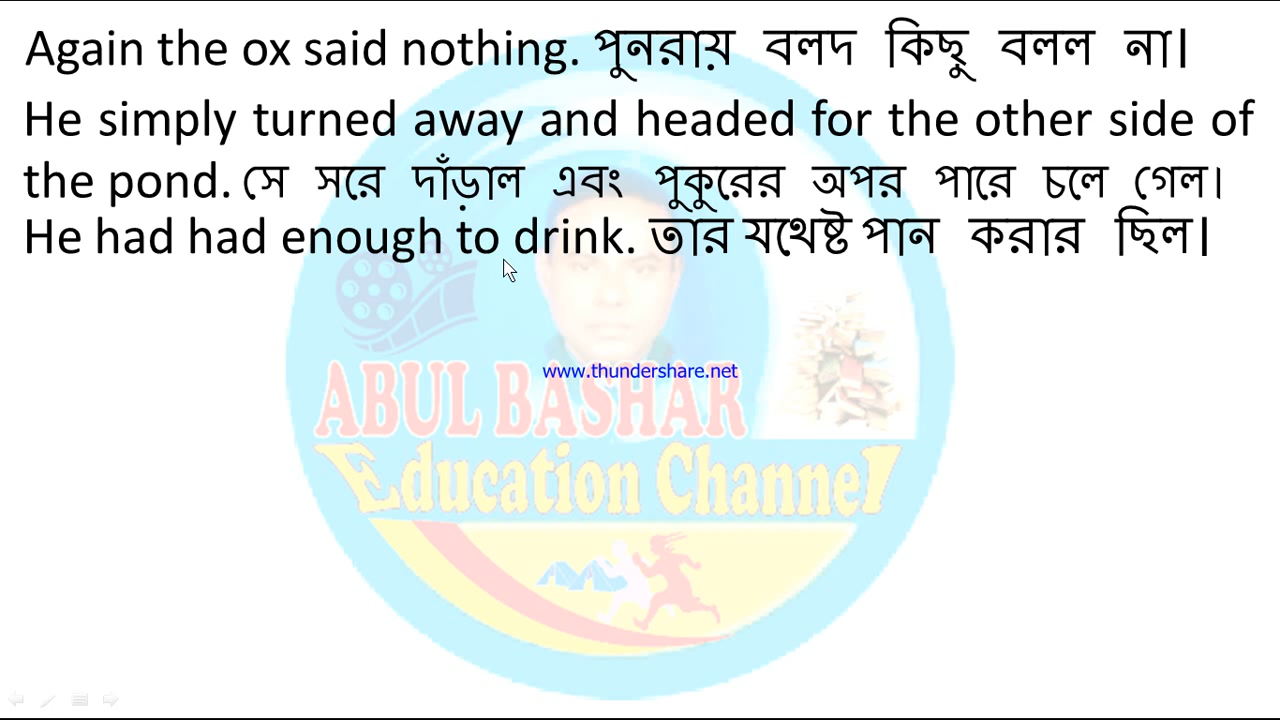 Again the ox said nothing. পুনরায় বলদ কিছু বলল না।
He simply turned away and headed for the other side of
the pond. সে সরে দাঁড়াল এবং পুকুরের অপর পারে চলে গেল।
He had had enough to drink. তার যথেষ্ট পান করার ছিল।
www.thundershare.net
ABUL BASHAR
Education Channel